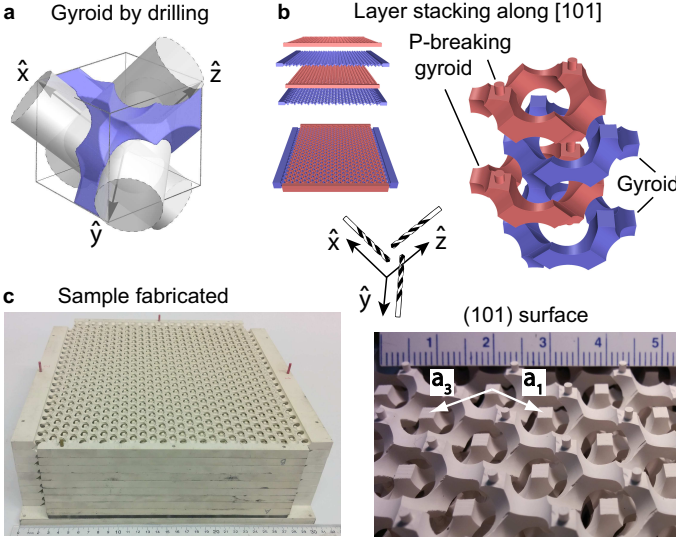 a Gyroid by drilling
x̂
ẑ
ŷ
b Layer stacking along [101]
P-breaking
gyroid
Gyroid
x̂
ẑ
ŷ
c Sample fabricated
(101) surface
1 2 3 4 5
a₃ a₁